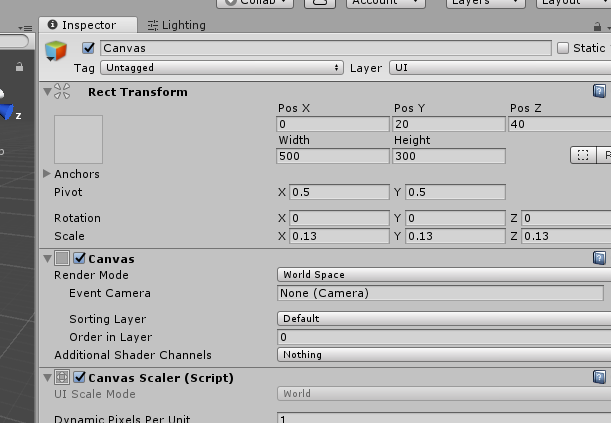 Collab Account Layers Layout
Inspector Lighting
Canvas Static
Tag Untagged Layer UI
Rect Transform
Pos X Pos Y Pos Z
0 20 40
Width Height
500 300
Anchors
Pivot X 0.5 Y 0.5
Rotation X 0 Y 0 Z 0
Scale X 0.13 Y 0.13 Z 0.13
Canvas
Render Mode World Space
Event Camera None (Camera)
Sorting Layer Default
Order in Layer 0
Additional Shader Channels Nothing
Canvas Scaler (Script)
UI Scale Mode World
Dynamic Pixels Per Unit 1
z